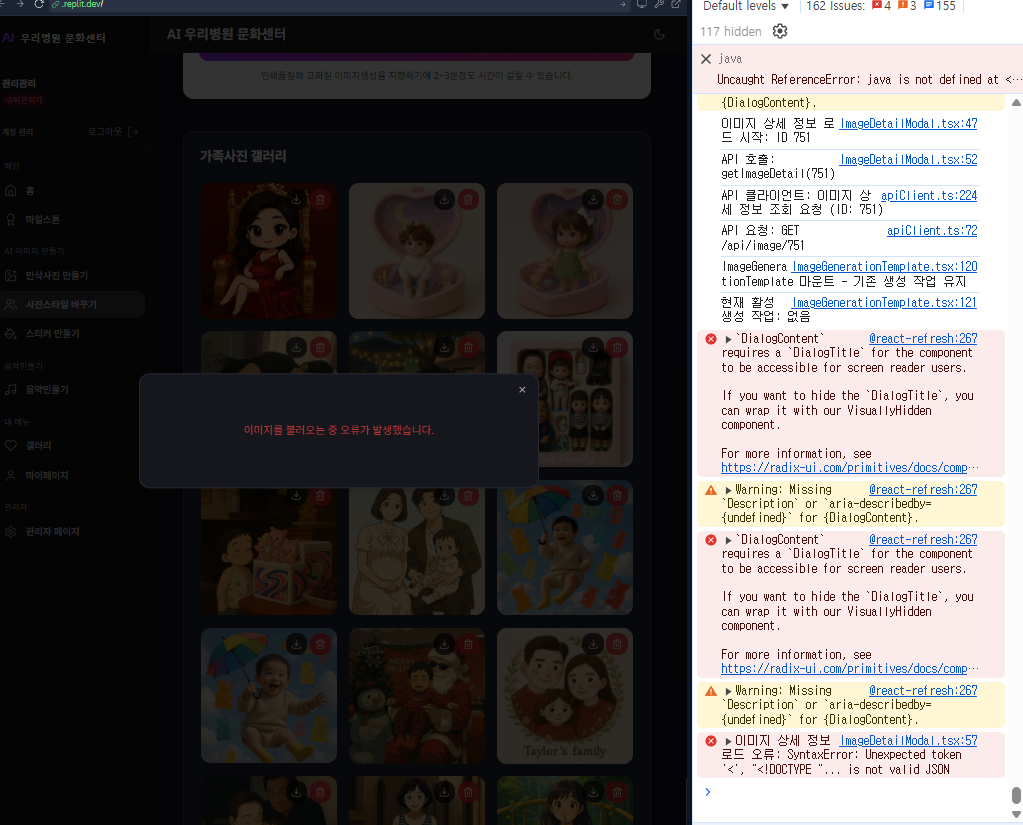 .replit.dev/
AI 우리병원 문화센터
관리관리
슈퍼관리자
계정 관리
로그아웃
메인
홈
마일스톤
AI 이미지 만들기
만삭사진 만들기
사진스타일 바꾸기
스티커 만들기
음악만들기
음악만들기
내 메뉴
갤러리
마이페이지
관리자
관리자 페이지
AI 우리병원 문화센터
인쇄품질의 고화질 이미지생성을 지향하기에 2~3분정도 시간이 걸릴 수 있습니다.
가족사진 갤러리
이미지를 불러오는 중 오류가 발생했습니다.
MERRY
Taylor's family
Default levels
162 Issues:
4
3
155
117 hidden
java
Uncaught ReferenceError: java is not defined at <…
{DialogContent}.
이미지 상세 정보 로 ImageDetailModal.tsx:47
드 시작: ID 751
API 호출: ImageDetailModal.tsx:52
getImageDetail(751)
API 클라이언트: 이미지 상 apiClient.ts:224
세 정보 조회 요청 (ID: 751)
API 요청: GET apiClient.ts:72
/api/image/751
ImageGenera ImageGenerationTemplate.tsx:120
tionTemplate 마운트 - 기존 생성 작업 유지
현재 활성 ImageGenerationTemplate.tsx:121
생성 작업: 없음
`DialogContent` @react-refresh:267
requires a `DialogTitle` for the component
to be accessible for screen reader users.
If you want to hide the `DialogTitle`, you
can wrap it with our VisuallyHidden
component.
For more information, see
https://radix-ui.com/primitives/docs/comp…
Warning: Missing @react-refresh:267
`Description` or `aria-describedby=
{undefined}` for {DialogContent}.
`DialogContent` @react-refresh:267
requires a `DialogTitle` for the component
to be accessible for screen reader users.
If you want to hide the `DialogTitle`, you
can wrap it with our VisuallyHidden
component.
For more information, see
https://radix-ui.com/primitives/docs/comp…
Warning: Missing @react-refresh:267
`Description` or `aria-describedby=
{undefined}` for {DialogContent}.
이미지 상세 정보 ImageDetailModal.tsx:57
로드 오류: SyntaxError: Unexpected token
'<', "<!DOCTYPE "... is not valid JSON